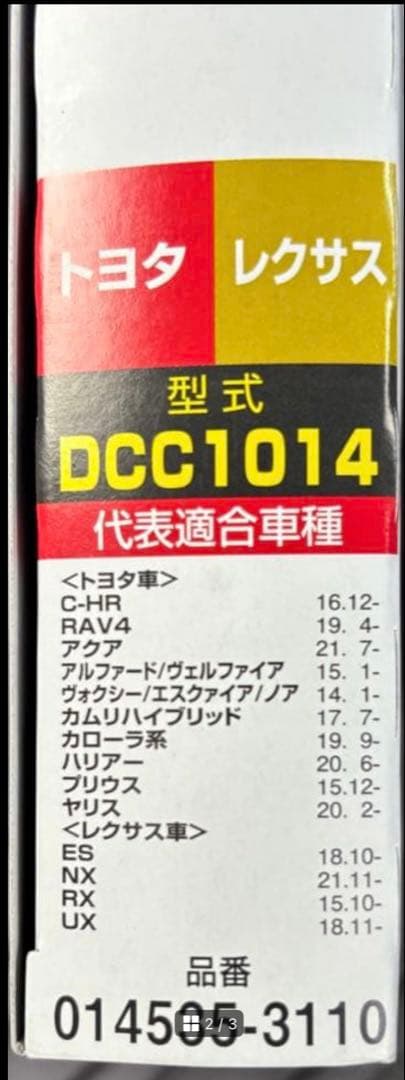 トヨタ レクサス
型式
DCC1014
代表適合車種
<トヨタ車>
C-HR 16.12-
RAV4 19. 4-
アクア 21. 7-
アルファード/ヴェルファイア 15. 1-
ヴォクシー/エスクァイア/ノア 14. 1-
カムリハイブリッド 17. 7-
カローラ系 19. 9-
ハリアー 20. 6-
プリウス 15.12-
ヤリス 20. 2-
<レクサス車>
ES 18.10-
NX 21.11-
RX 15.10-
UX 18.11-
品番
014535-3110
2/3